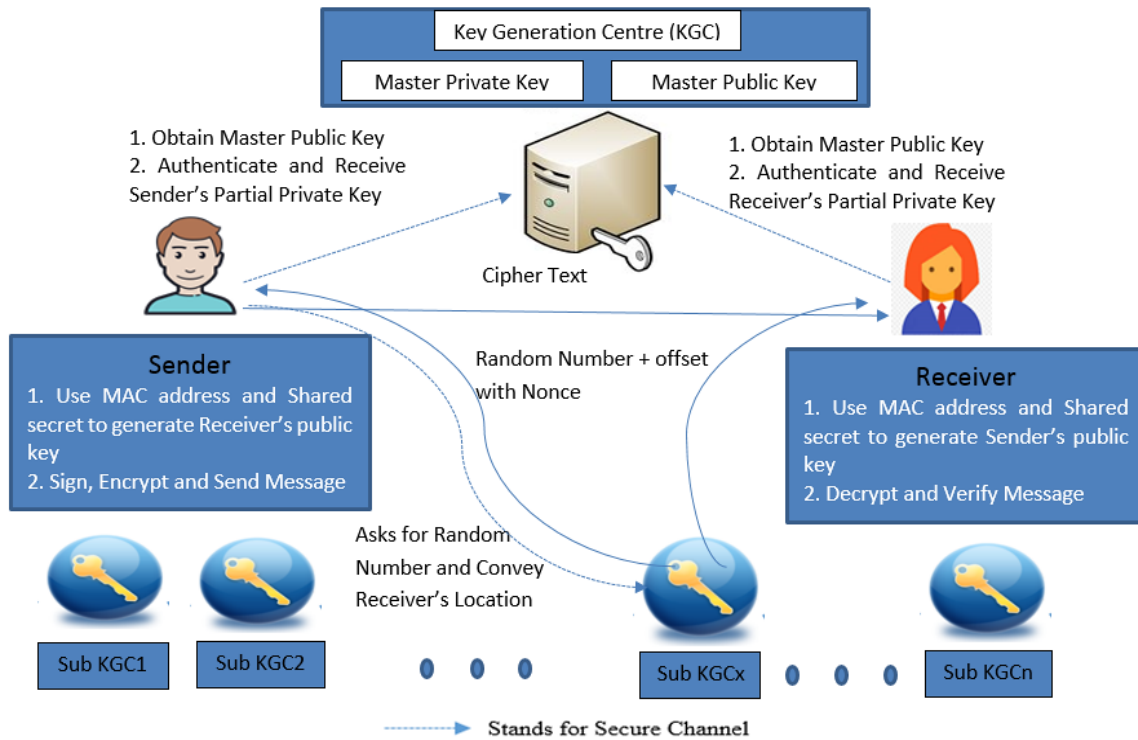 Key Generation Centre (KGC)
Master Private Key
Master Public Key
1. Obtain Master Public Key
2. Authenticate and Receive
Sender's Partial Private Key
1. Obtain Master Public Key
2. Authenticate and Receive
Receiver's Partial Private Key
Cipher Text
Sender
1. Use MAC address and Shared
secret to generate Receiver's public
key
2. Sign, Encrypt and Send Message
Random Number + offset
with Nonce
Receiver
1. Use MAC address and Shared
secret to generate Sender's public
key
2. Decrypt and Verify Message
Asks for Random
Number and Convey
Receiver's Location
Sub KGC1
Sub KGC2
Sub KGCx
Sub KGCn
Stands for Secure Channel